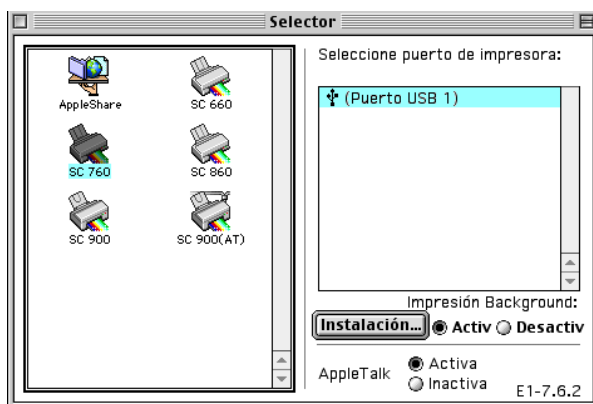 Selector
AppleShare
SC 660
SC 760
SC 860
SC 900
SC 900(AT)
Seleccione puerto de impresora:
(Puerto USB 1)
Impresión Background:
Instalación...
Activ
Desactiv
AppleTalk
Activa
Inactiva
E1-7.6.2